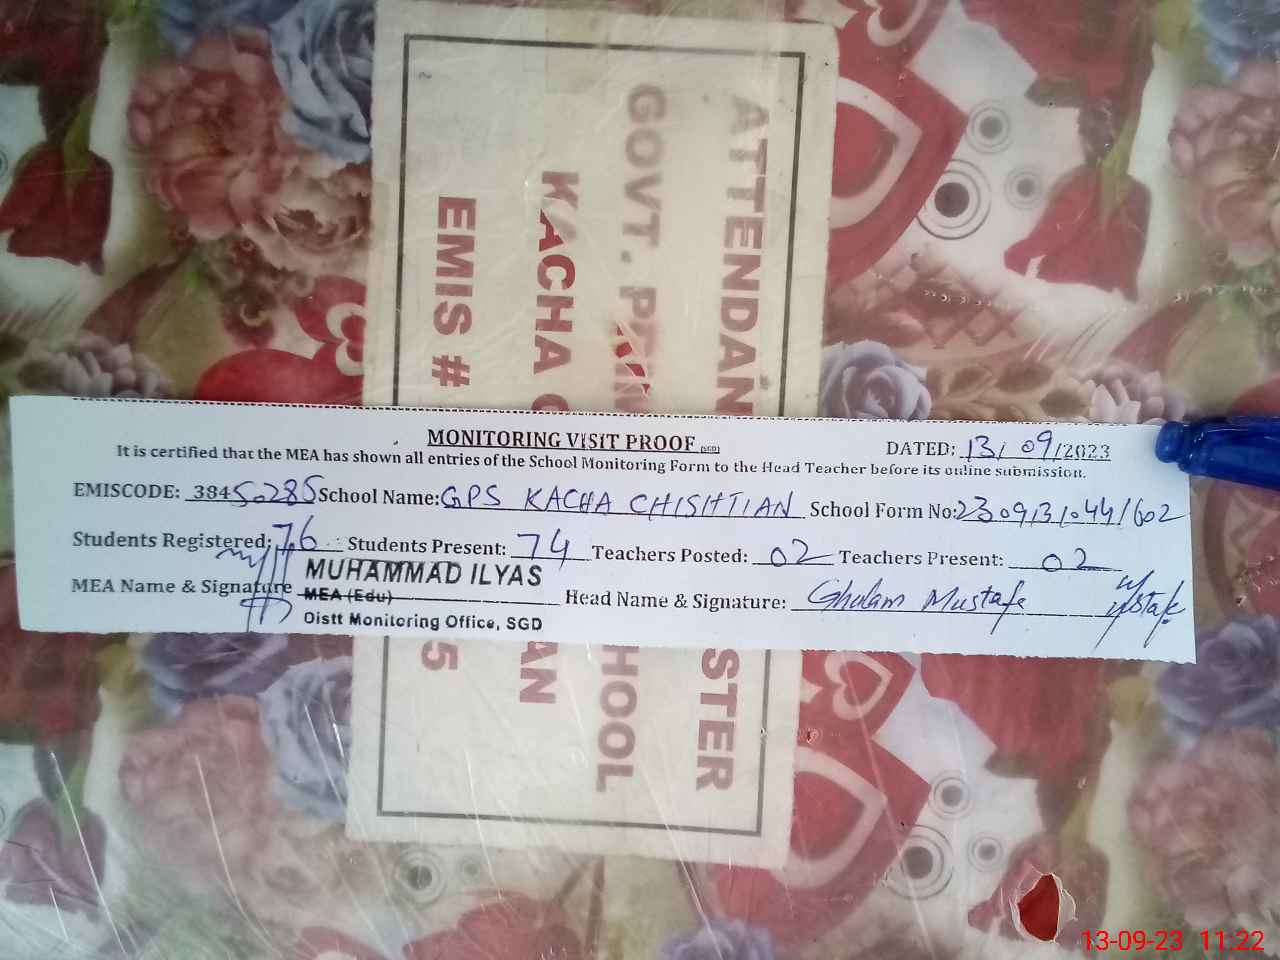 ATTENDAN STER
GOVT. PRIM HOOL
KACHA AN
EMIS # 5
MONITORING VISIT PROOF (SGD)
DATED: 13/09/2023
It is certified that the MEA has shown all entries of the School Monitoring Form to the Head Teacher before its online submission.
EMISCODE: 38450285 School Name: GPS KACHA CHISHTIAN School Form No:
Students Registered: 76 Students Present: 74 Teachers Posted: 02 Teachers Present: 02
MEA Name & Signature MUHAMMAD ILYAS Head Name & Signature: Ghulam Mustafa
MEA (Edu)
Distt Monitoring Office, SGD
13-09-23 11:22